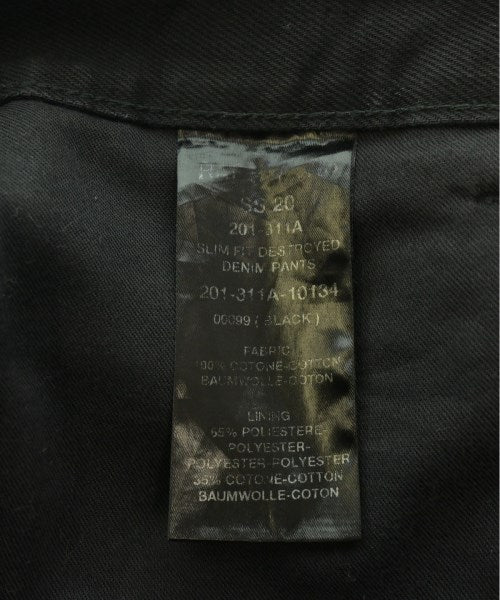 SS 20
201-311A
SLIM FIT DESTROYED
DENIM PANTS
201-311A-10134
00099 ( BLACK )
FABRIC
100% COTONE-COTTON
BAUMWOLLE-COTON
LINING
65% POLIESTERE-
POLYESTER-
POLYESTER-POLYESTER
35% COTONE-COTTON
BAUMWOLLE-COTON